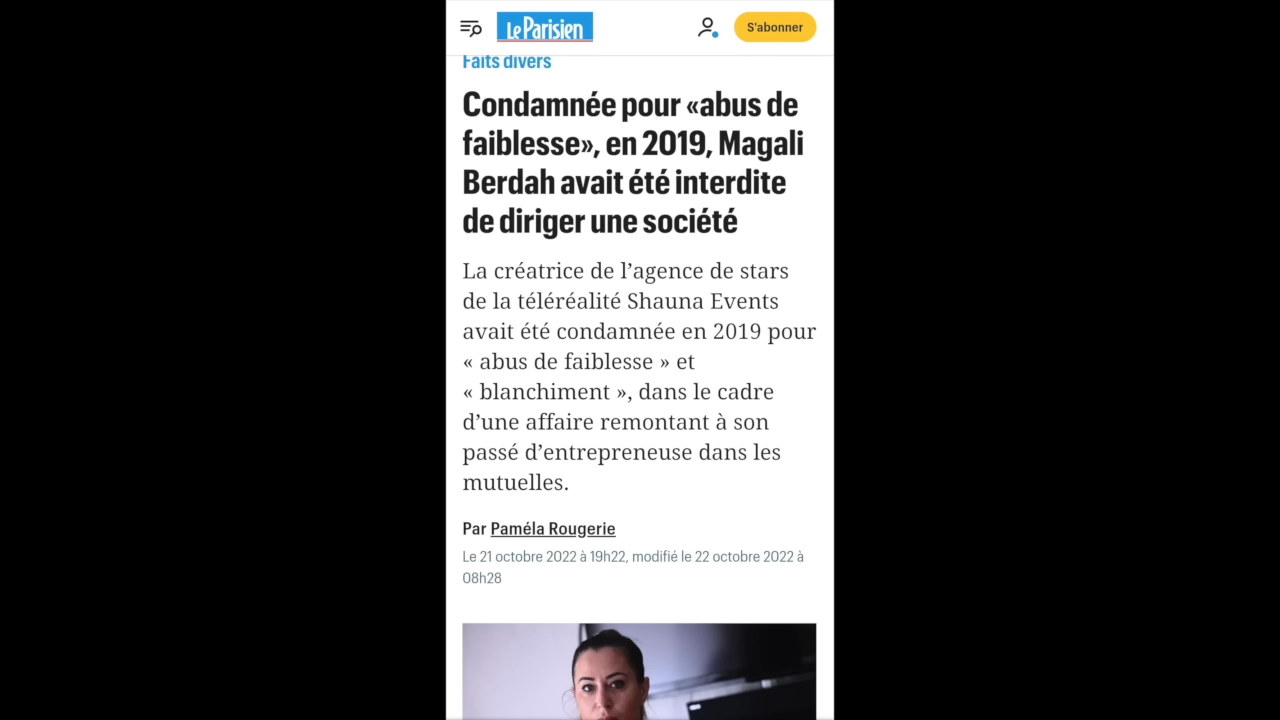 Le Parisien
S'abonner
Faits divers
Condamnée pour «abus de
faiblesse», en 2019, Magali
Berdah avait été interdite
de diriger une société
La créatrice de l’agence de stars
de la téléréalité Shauna Events
avait été condamnée en 2019 pour
« abus de faiblesse » et
« blanchiment », dans le cadre
d’une affaire remontant à son
passé d’entrepreneuse dans les
mutuelles.
Par Paméla Rougerie
Le 21 octobre 2022 à 19h22, modifié le 22 octobre 2022 à
08h28